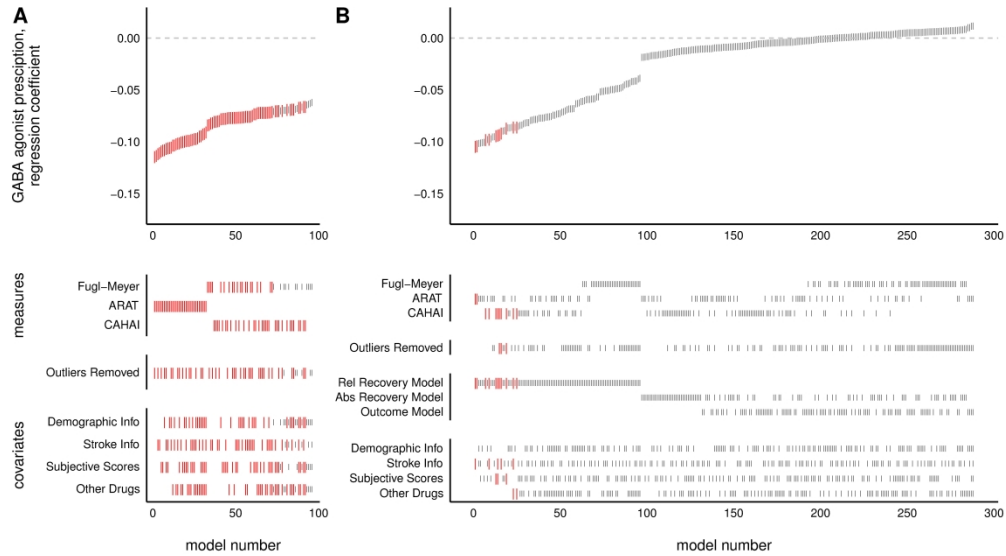 A
B
GABA agonist presciption,
regression coefficient
0.00
−0.05
−0.10
−0.15
0
50
100
0.00
−0.05
−0.10
−0.15
0
50
100
150
200
250
300
measures
Fugl−Meyer
ARAT
CAHAI
Outliers Removed
covariates
Demographic Info
Stroke Info
Subjective Scores
Other Drugs
0
50
100
model number
Fugl−Meyer
ARAT
CAHAI
Outliers Removed
Rel Recovery Model
Abs Recovery Model
Outcome Model
Demographic Info
Stroke Info
Subjective Scores
Other Drugs
0
50
100
150
200
250
300
model number